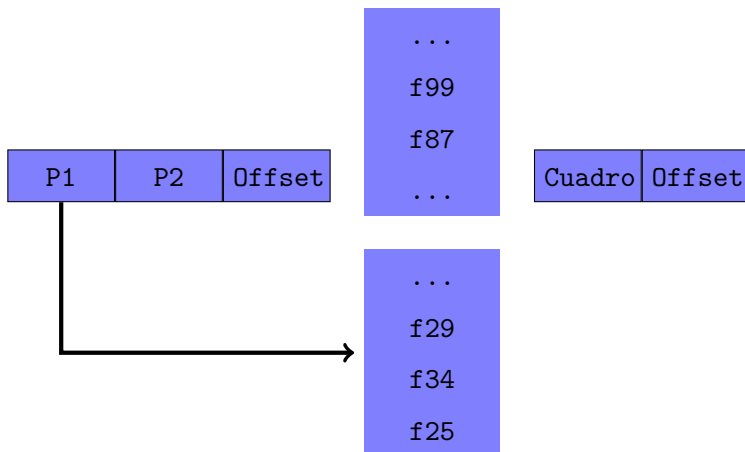 P1 P2 Offset
...
f99
f87
...
...
f29
f34
f25
Cuadro Offset